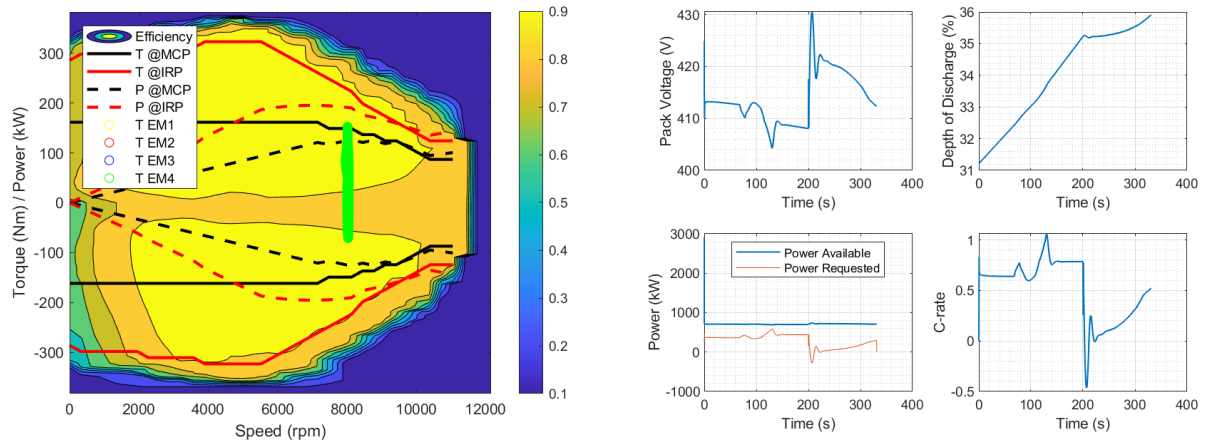 Efficiency
T @MCP
T @IRP
P @MCP
P @IRP
T EM1
T EM2
T EM3
T EM4
Torque (Nm) / Power (kW)
300
200
100
0
-100
-200
-300
0
2000
4000
6000
8000
10000
12000
Speed (rpm)
0.9
0.8
0.7
0.6
0.5
0.4
0.3
0.2
0.1
Pack Voltage (V)
430
420
410
400
0
100
200
300
400
Time (s)
Depth of Discharge (%)
36
35
34
33
32
31
0
100
200
300
400
Time (s)
Power (kW)
3000
2000
1000
0
-1000
Power Available
Power Requested
0
100
200
300
400
Time (s)
C-rate
1
0.5
0
-0.5
0
100
200
300
400
Time (s)